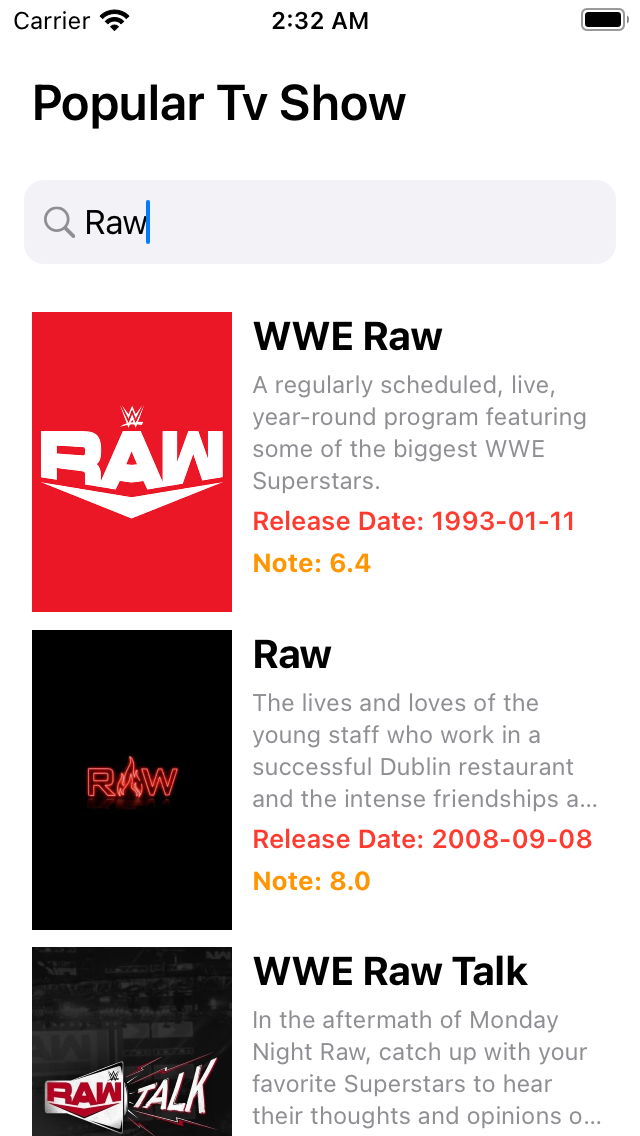 Carrier 2:32 AM
Popular Tv Show
Raw
WWE Raw
A regularly scheduled, live,
year-round program featuring
some of the biggest WWE
Superstars.
Release Date: 1993-01-11
Note: 6.4
RAW
Raw
The lives and loves of the
young staff who work in a
successful Dublin restaurant
and the intense friendships a...
Release Date: 2008-09-08
Note: 8.0
RAW
WWE Raw Talk
In the aftermath of Monday
Night Raw, catch up with your
favorite Superstars to hear
their thoughts and opinions o...
RAW TALK